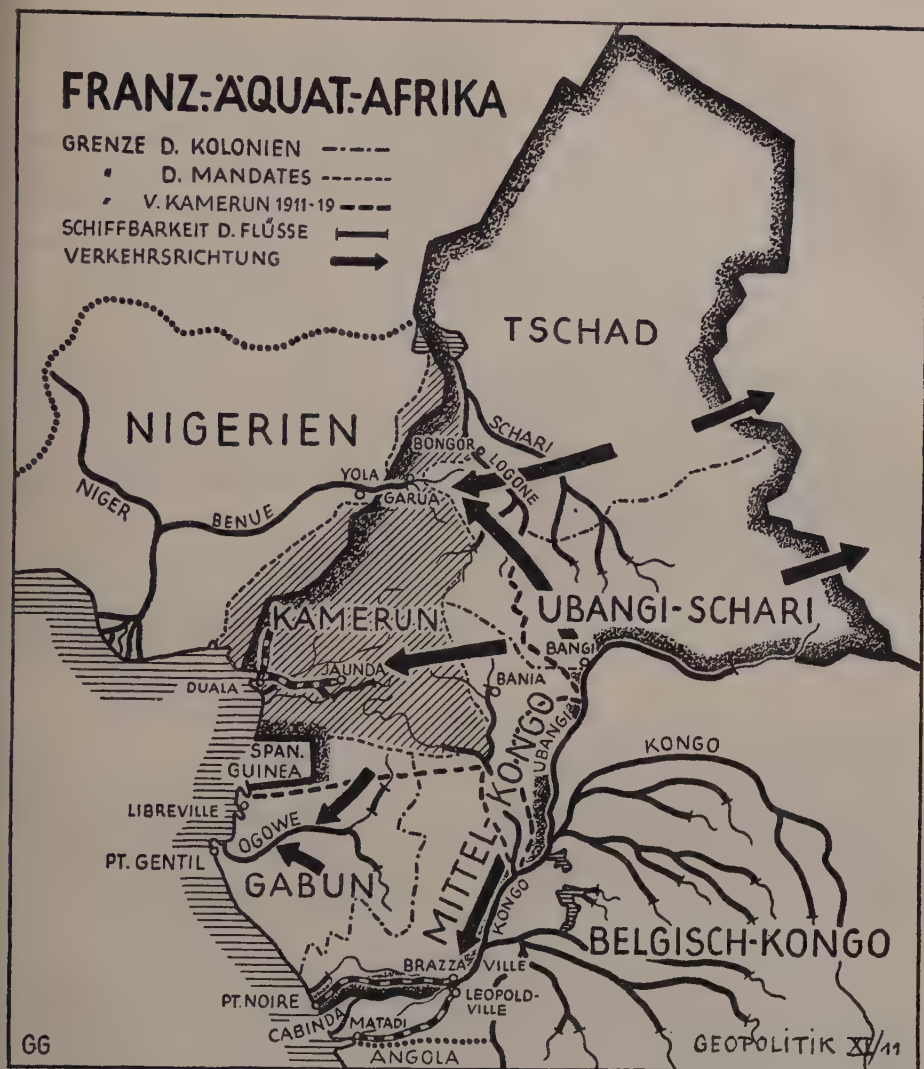 FRANZ.-ÄQUAT.-AFRIKA
GRENZE D. KOLONIEN
" D. MANDATES
" V. KAMERUN 1911-19
SCHIFFBARKEIT D. FLÜSSE
VERKEHRSRICHTUNG
TSCHAD
NIGERIEN
SCHARI
BONGOR
LOGONE
YOLA
GARUA
NIGER
BENUE
KAMERUN
UBANGI-SCHARI
BANGI
JAUNDA
BANIA
DUALA
UBANGI
KONGO
SPAN.
GUINEA
LIBREVILLE
OGOWE
PT. GENTIL
GABUN
MITTEL
KONGO
KONGO
BELGISCH-KONGO
BRAZZAVILLE
LEOPOLD-
VILLE
PT. NOIRE
CABINDA
MATADI
ANGOLA
GG
GEOPOLITIK XI/11